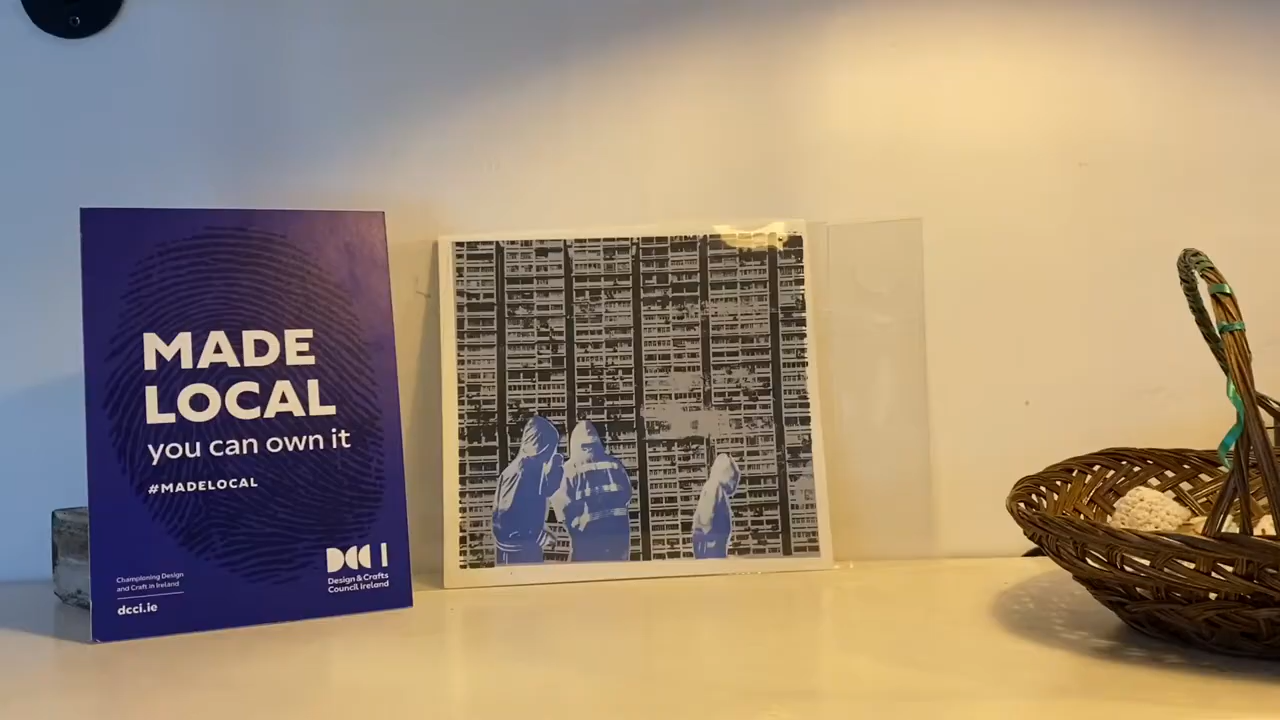 MADE
LOCAL
you can own it
#MADELOCAL
DCCI
Design & Crafts
Council Ireland
Championing Design
and Craft in Ireland
dcci.ie